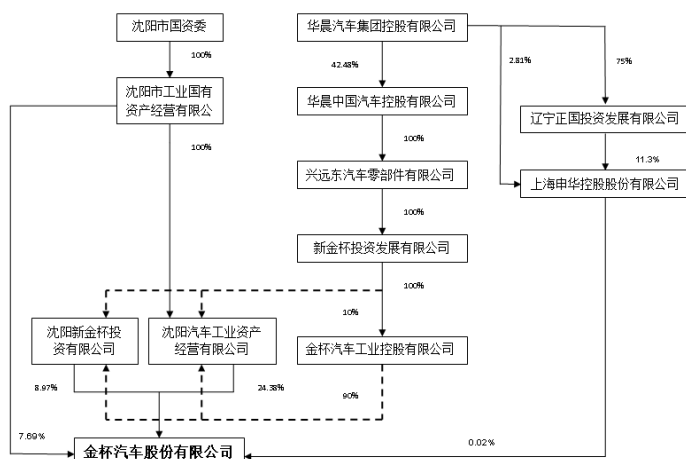 沈阳市国资委
华晨汽车集团控股有限公司
100%
42.48%
2.81%
75%
沈阳市工业国有
资产经营有限公
华晨中国汽车控股有限公司
辽宁正国投资发展有限公司
100%
100%
11.3%
兴远东汽车零部件有限公司
上海申华控股股份有限公司
100%
新金杯投资发展有限公司
100%
10%
沈阳新金杯投
资有限公司
沈阳汽车工业资产
经营有限公司
金杯汽车工业控股有限公司
8.97%
24.38%
90%
7.69%
0.02%
金杯汽车股份有限公司